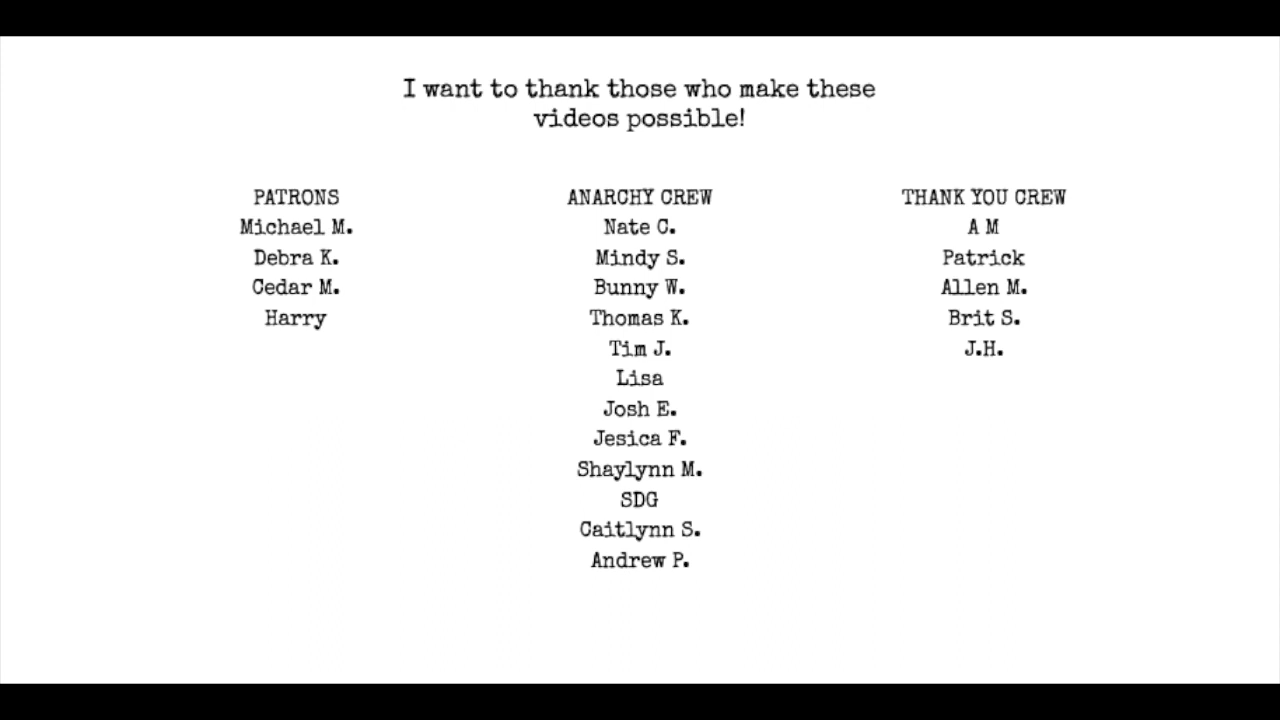 I want to thank those who make these
videos possible!
PATRONS
Michael M.
Debra K.
Cedar M.
Harry
ANARCHY CREW
Nate C.
Mindy S.
Bunny W.
Thomas K.
Tim J.
Lisa
Josh E.
Jesica F.
Shaylynn M.
SDG
Caitlynn S.
Andrew P.
THANK YOU CREW
A M
Patrick
Allen M.
Brit S.
J.H.